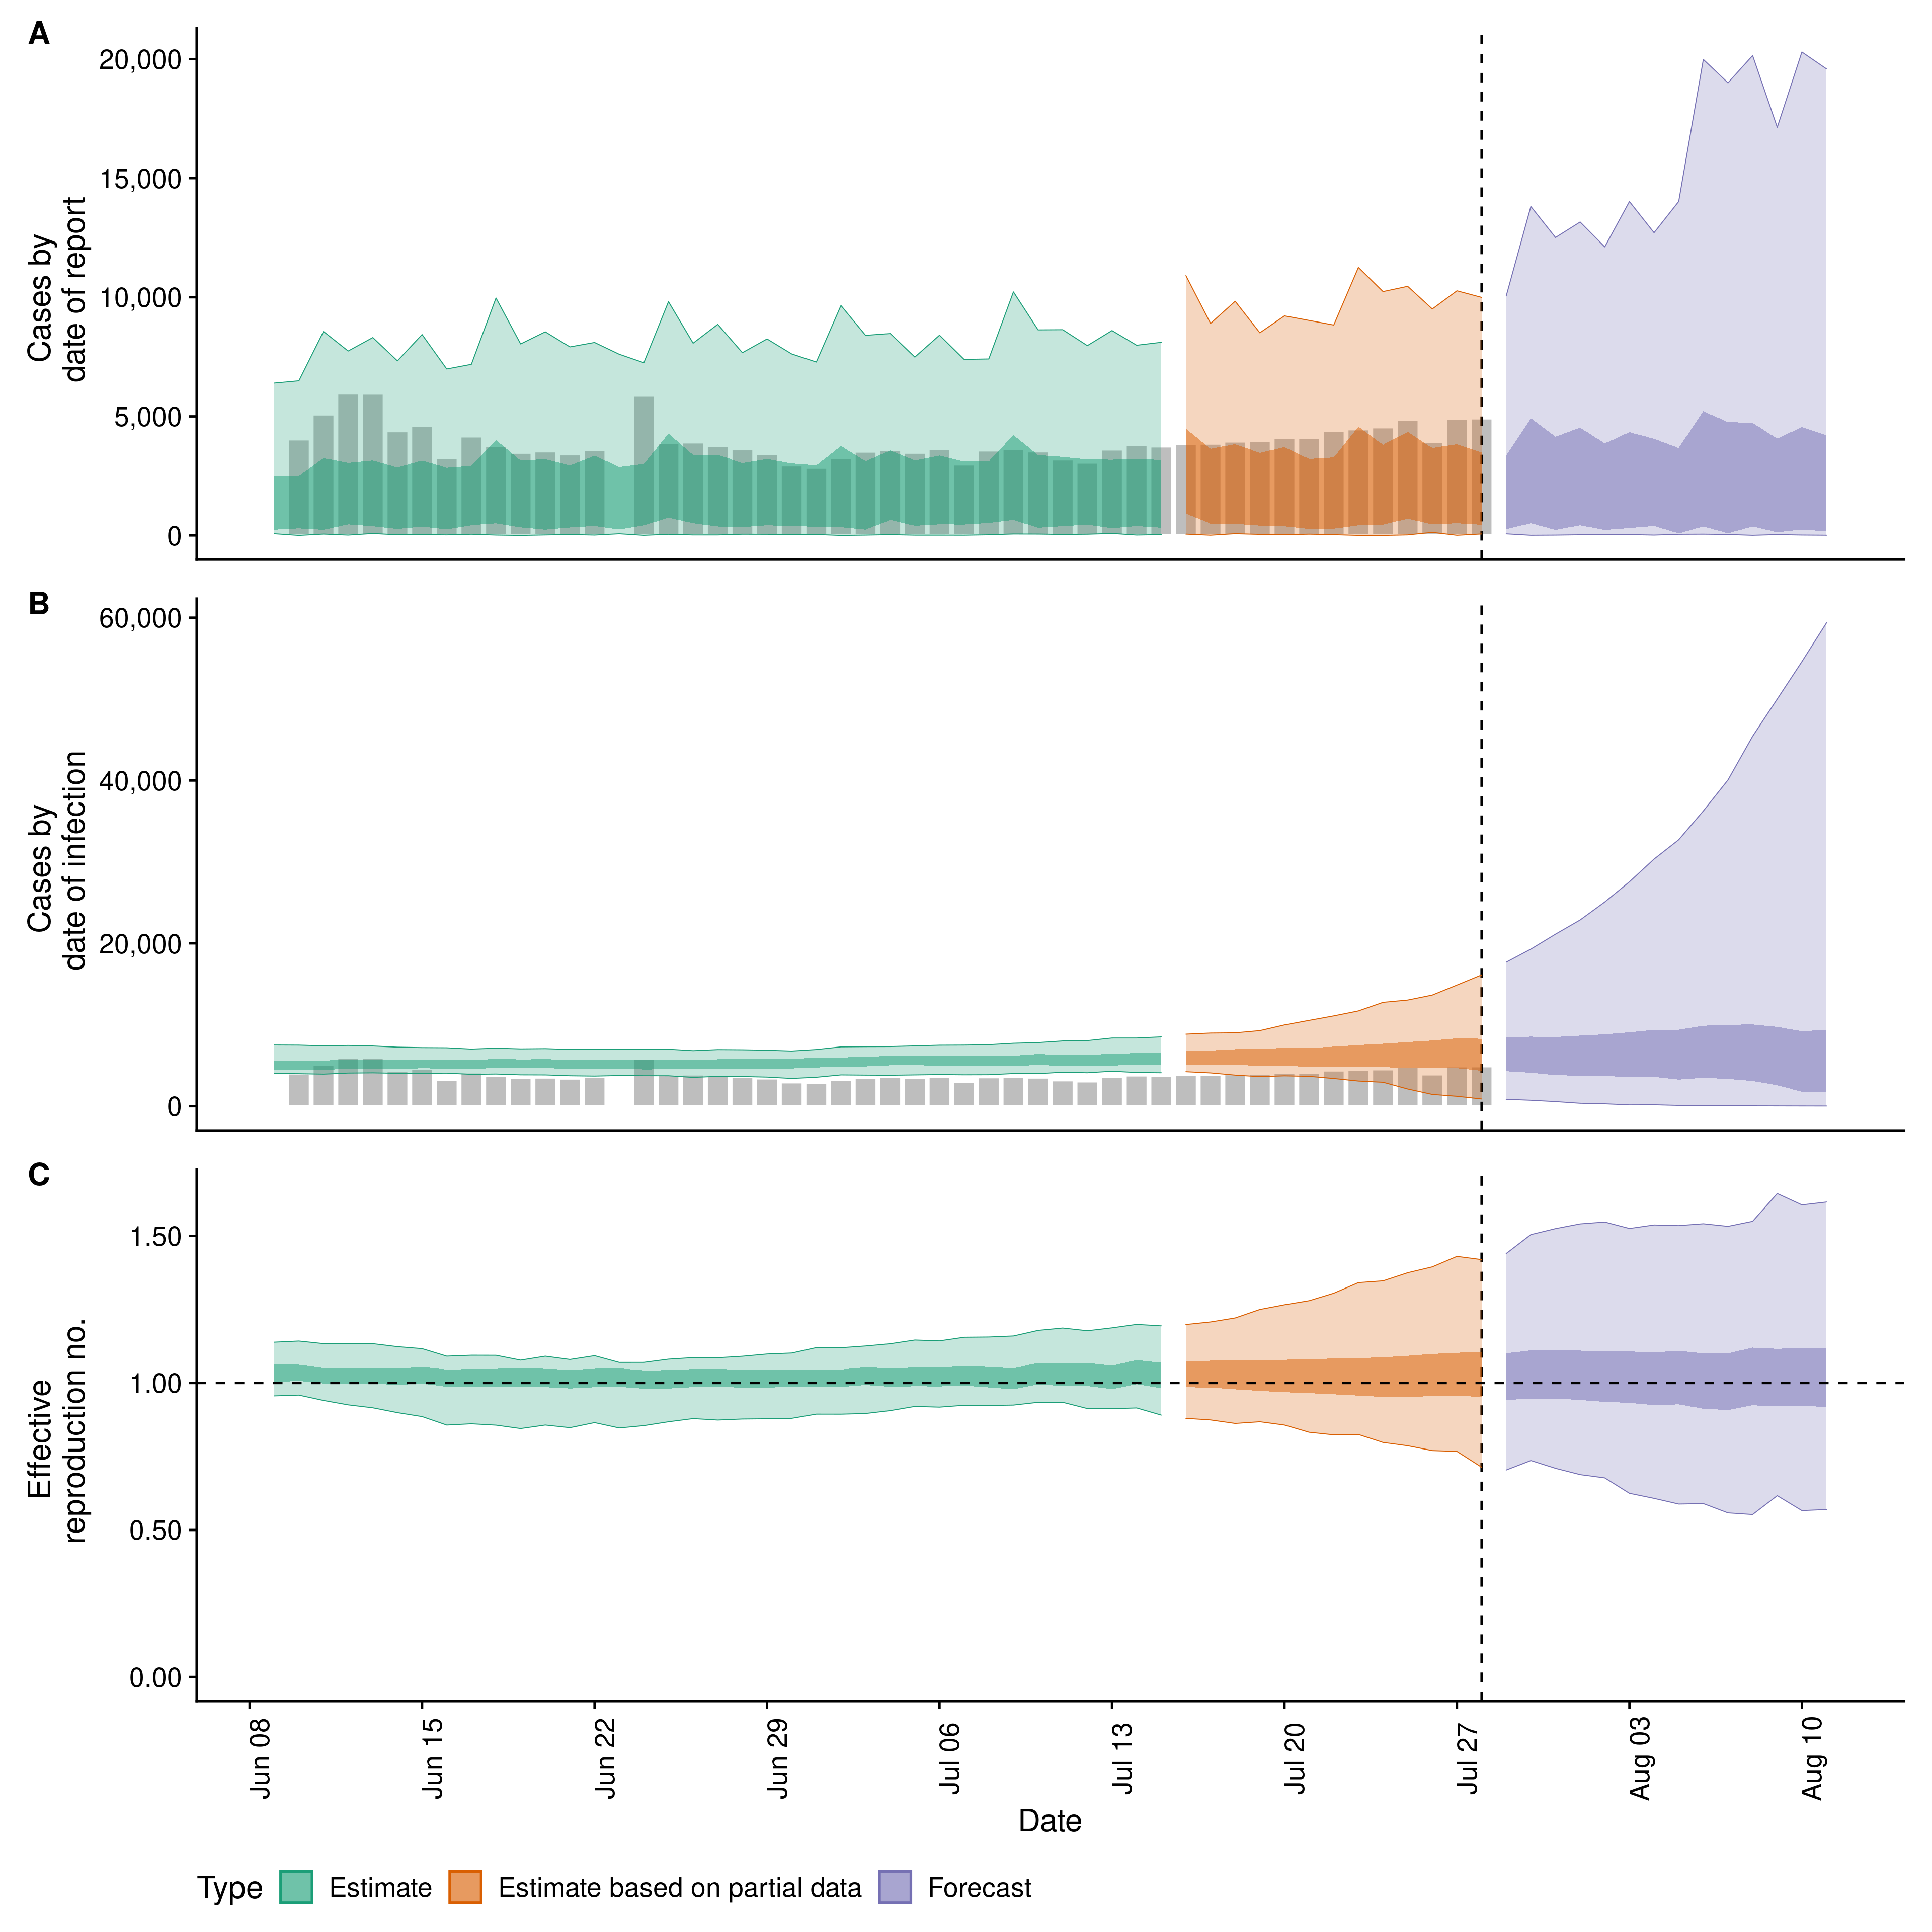 A
20,000
15,000
10,000
5,000
0
Cases by
date of report
B
60,000
40,000
20,000
0
Cases by
date of infection
C
1.50
1.00
0.50
0.00
Effective
reproduction no.
Jun 08
Jun 15
Jun 22
Jun 29
Jul 06
Jul 13
Jul 20
Jul 27
Aug 03
Aug 10
Date
Type Estimate Estimate based on partial data Forecast